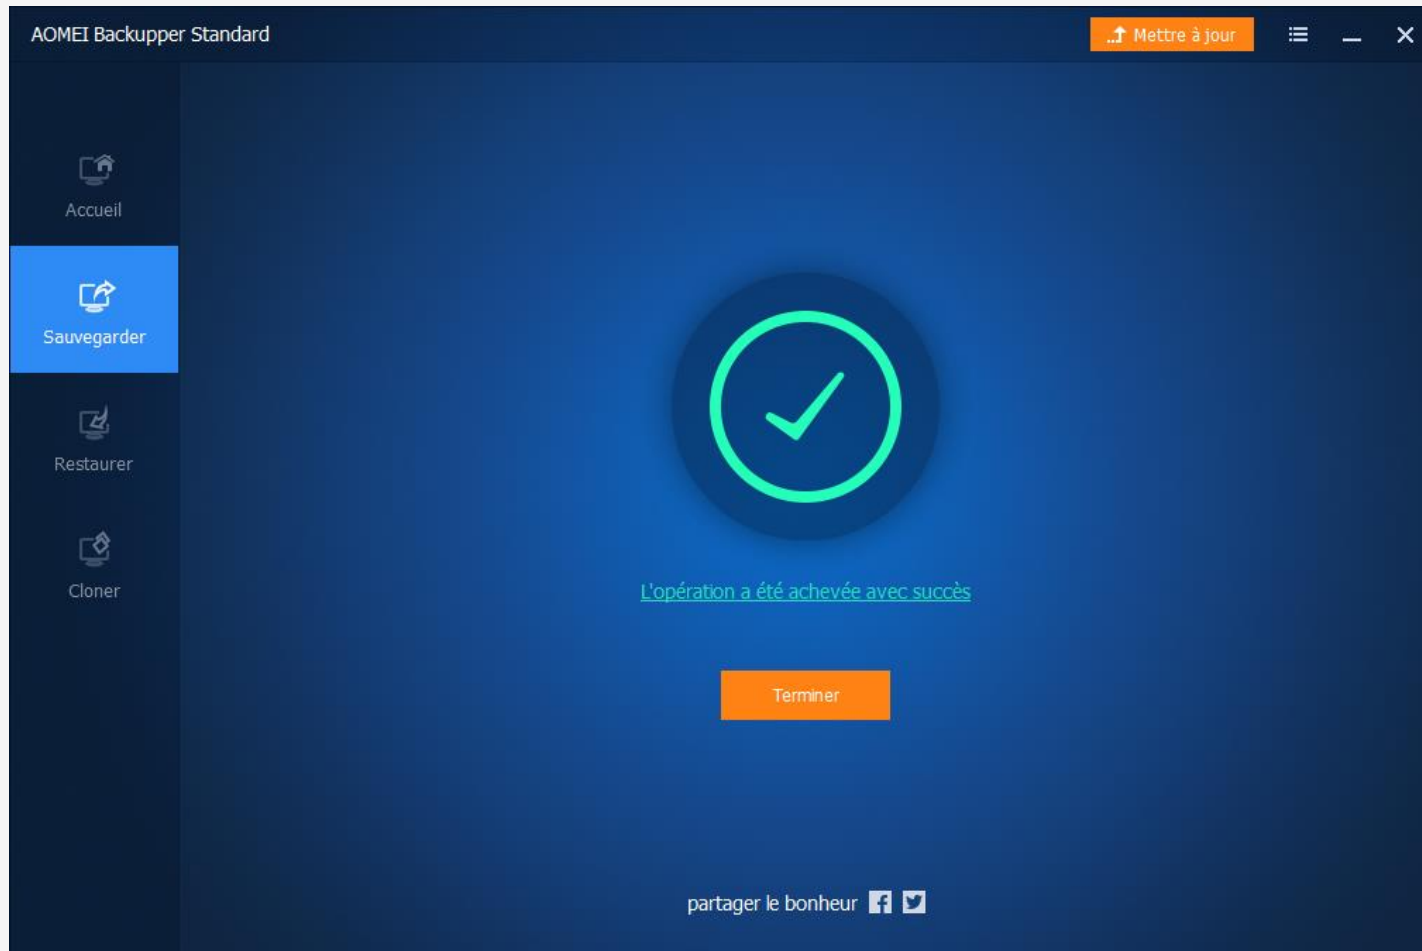 AOMEI Backupper Standard
Mettre à jour
Accueil
Sauvegarder
Restaurer
Cloner
L'opération a été achevée avec succès
Terminer
partager le bonheur